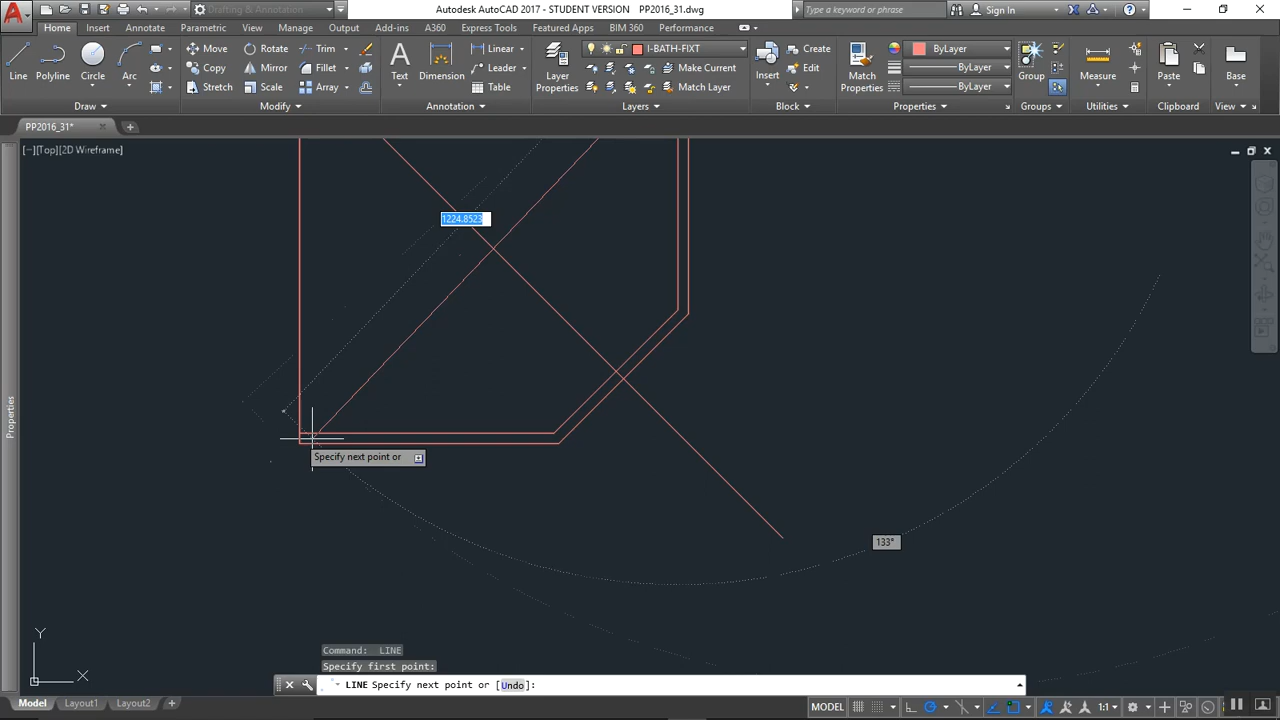 Autodesk AutoCAD 2017 - STUDENT VERSION PP2016_31.dwg
Drafting & Annotation
Type a keyword or phrase
Sign In
Home Insert Annotate Parametric View Manage Output Add-ins A360 Express Tools Featured Apps BIM 360 Performance
Line Polyline Circle Arc
Move Rotate Trim
Copy Mirror Fillet
Stretch Scale Array
Text Dimension
Linear
Leader
Table
Layer Properties
I-BATH-FIXT
Make Current
Match Layer
Insert
Create
Edit
Match Properties
ByLayer
ByLayer
ByLayer
Group
Measure
Paste
Base
Draw Modify Annotation Layers Block Properties Groups Utilities Clipboard View
PP2016_31*
[−][Top][2D Wireframe]
1224.8523
Properties
Specify next point or
133°
Y
X
Command: LINE
Specify first point:
LINE Specify next point or [Undo]:
Model Layout1 Layout2
MODEL
1:1